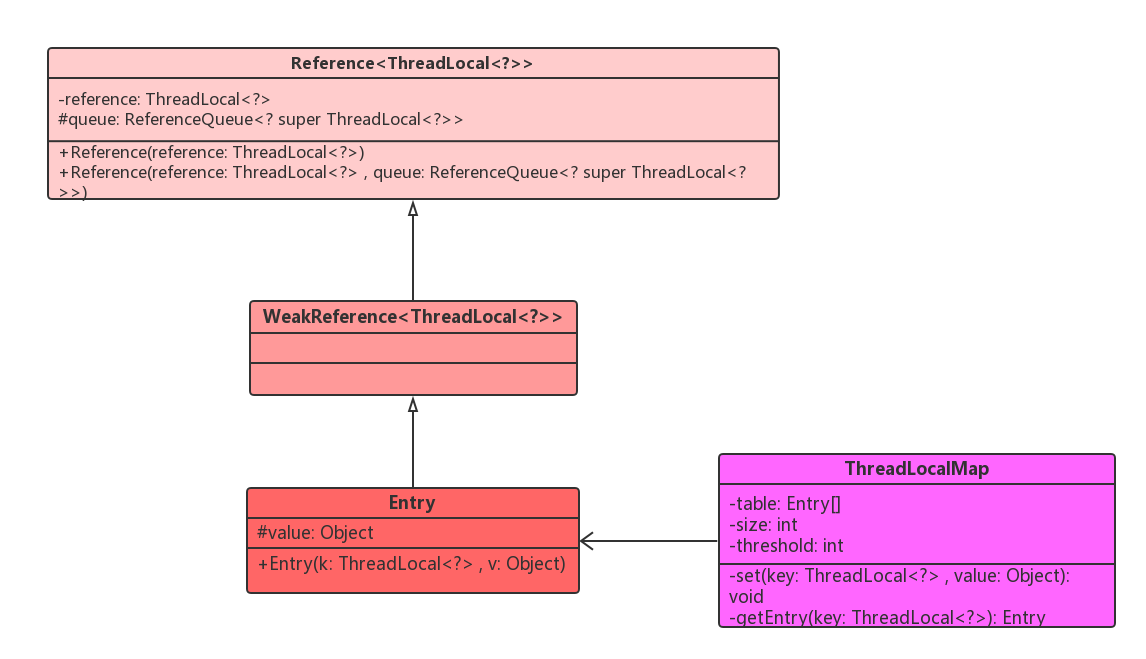 Reference<ThreadLocal<?>>
-reference: ThreadLocal<?>
#queue: ReferenceQueue<? super ThreadLocal<?>>
+Reference(reference: ThreadLocal<?>)
+Reference(reference: ThreadLocal<?> , queue: ReferenceQueue<? super ThreadLocal<?
>>)
WeakReference<ThreadLocal<?>>
Entry
#value: Object
+Entry(k: ThreadLocal<?> , v: Object)
ThreadLocalMap
-table: Entry[]
-size: int
-threshold: int
-set(key: ThreadLocal<?> , value: Object):
void
-getEntry(key: ThreadLocal<?>): Entry